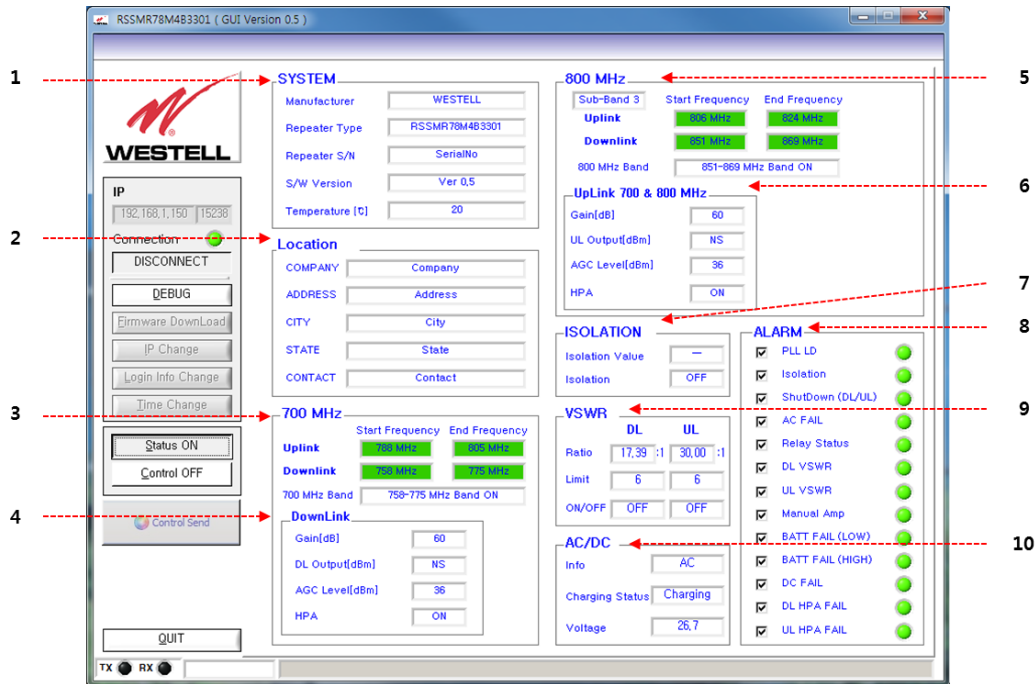 RSSMR78M4B3301 ( GUI Version 0.5 )
WESTELL
IP
192,168,1,150 15238
Connection
DISCONNECT
DEBUG
Firmware DownLoad
IP Change
Login Info Change
Time Change
Status ON
Control OFF
Control Send
QUIT
TX RX
1
SYSTEM
Manufacturer WESTELL
Repeater Type RSSMR78M4B3301
Repeater S/N SerialNo
S/W Version Ver 0,5
Temperature [℃] 20
2
Location
COMPANY Company
ADDRESS Address
CITY City
STATE State
CONTACT Contact
3
700 MHz
Start Frequency End Frequency
Uplink 788 MHz 805 MHz
Downlink 758 MHz 775 MHz
700 MHz Band 758-775 MHz Band ON
4
DownLink
Gain[dB] 60
DL Output[dBm] NS
AGC Level[dBm] 36
HPA ON
800 MHz
5
Sub-Band 3 Start Frequency End Frequency
Uplink 806 MHz 824 MHz
Downlink 851 MHz 869 MHz
800 MHz Band 851-869 MHz Band ON
UpLink 700 & 800 MHz
6
Gain[dB] 60
UL Output[dBm] NS
AGC Level[dBm] 36
HPA ON
ISOLATION
7
Isolation Value —
Isolation OFF
ALARM
8
PLL LD
Isolation
ShutDown (DL/UL)
AC FAIL
Relay Status
DL VSWR
UL VSWR
Manual Amp
BATT FAIL (LOW)
BATT FAIL (HIGH)
DC FAIL
DL HPA FAIL
UL HPA FAIL
VSWR
9
DL UL
Ratio 17,39 :1 30,00 :1
Limit 6 6
ON/OFF OFF OFF
AC/DC
10
Info AC
Charging Status Charging
Voltage 26,7